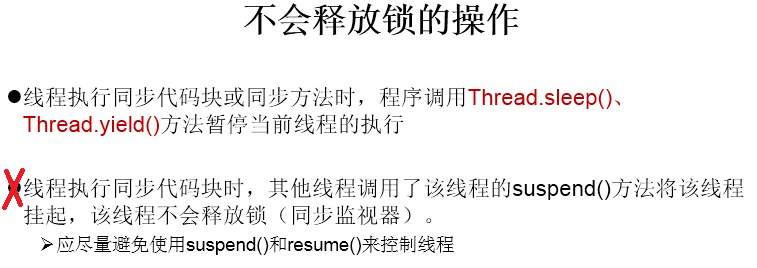 不会释放锁的操作
●线程执行同步代码块或同步方法时，程序调用Thread.sleep()、
Thread.yield()方法暂停当前线程的执行
●线程执行同步代码块时，其他线程调用了该线程的suspend()方法将该线程
挂起，该线程不会释放锁（同步监视器）。
➢应尽量避免使用suspend()和resume()来控制线程